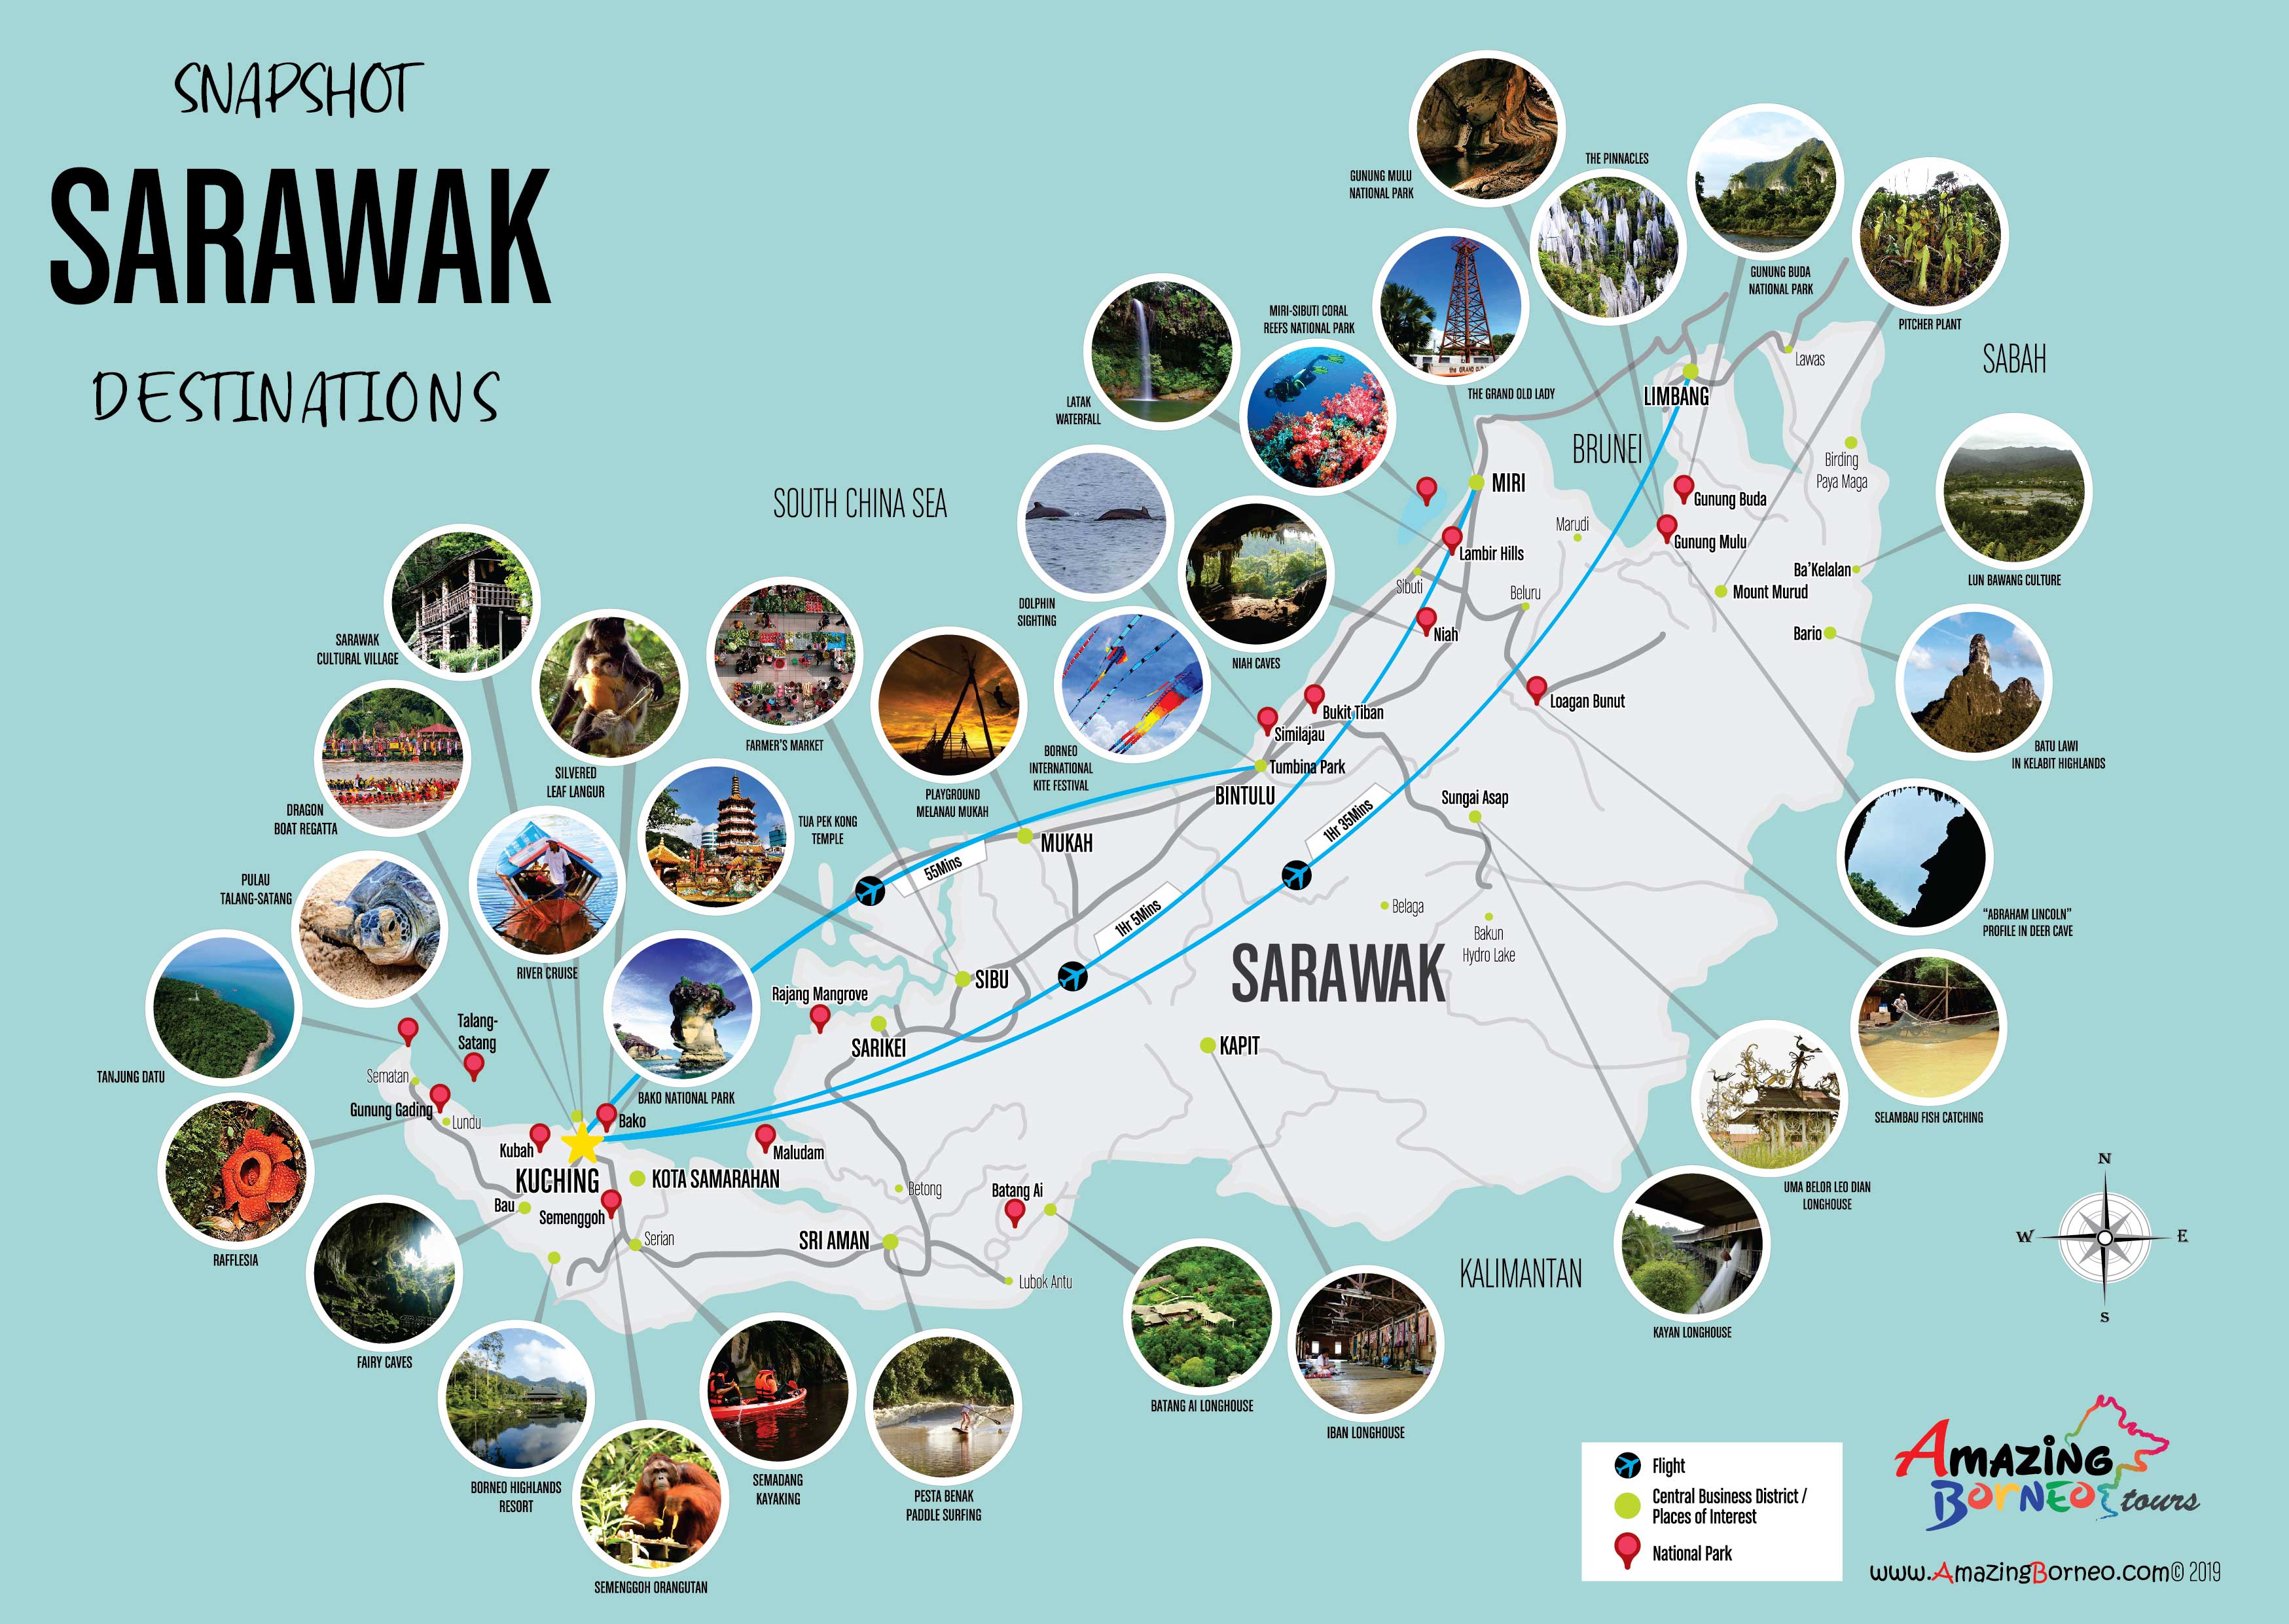 SNAPSHOT
SARAWAK
DESTINATIONS
GUNUNG MULU
NATIONAL PARK
THE PINNACLES
GUNUNG BUDA
NATIONAL PARK
PITCHER PLANT
MIRI-SIBUTI CORAL
REEFS NATIONAL PARK
THE GRAND OLD LADY
LATAK
WATERFALL
SABAH
Lawas
LIMBANG
BRUNEI
Birding
Paya Maga
SOUTH CHINA SEA
MIRI
Gunung Buda
Marudi
Gunung Mulu
Lambir Hills
Ba'Kelalan
LUN BAWANG CULTURE
Sibuti
Beluru
Mount Murud
DOLPHIN
SIGHTING
Niah
Bario
SARAWAK
CULTURAL VILLAGE
NIAH CAVES
Loagan Bunut
Bukit Tiban
Similajau
FARMER'S MARKET
BORNEO
INTERNATIONAL
KITE FESTIVAL
BATU LAWI
IN KELABIT HIGHLANDS
SILVERED
LEAF LANGUR
Tumbina Park
BINTULU
PLAYGROUND
MELANAU MUKAH
Sungai Asap
DRAGON
BOAT REGATTA
TUA PEK KONG
TEMPLE
1Hr 35Mins
MUKAH
55Mins
PULAU
TALANG-SATANG
Belaga
1Hr 5Mins
"ABRAHAM LINCOLN"
PROFILE IN DEER CAVE
Bakun
Hydro Lake
RIVER CRUISE
SARAWAK
SIBU
Rajang Mangrove
Talang-
Satang
SARIKEI
KAPIT
TANJUNG DATU
Sematan
BAKO NATIONAL PARK
Gunung Gading
Lundu
Bako
SELAMBAU FISH CATCHING
Kubah
Maludam
KUCHING
KOTA SAMARAHAN
Betong
Batang Ai
UMA BELOR LEO DIAN
LONGHOUSE
Bau
Semenggoh
Serian
SRI AMAN
RAFFLESIA
Lubok Antu
KALIMANTAN
N
W
E
S
KAYAN LONGHOUSE
FAIRY CAVES
BATANG AI LONGHOUSE
IBAN LONGHOUSE
BORNEO HIGHLANDS
RESORT
SEMADANG
KAYAKING
PESTA BENAK
PADDLE SURFING
SEMENGGOH ORANGUTAN
Flight
Central Business District /
Places of Interest
National Park
AMAZiNG
BORNEO tours
www.AmazingBorneo.com© 2019